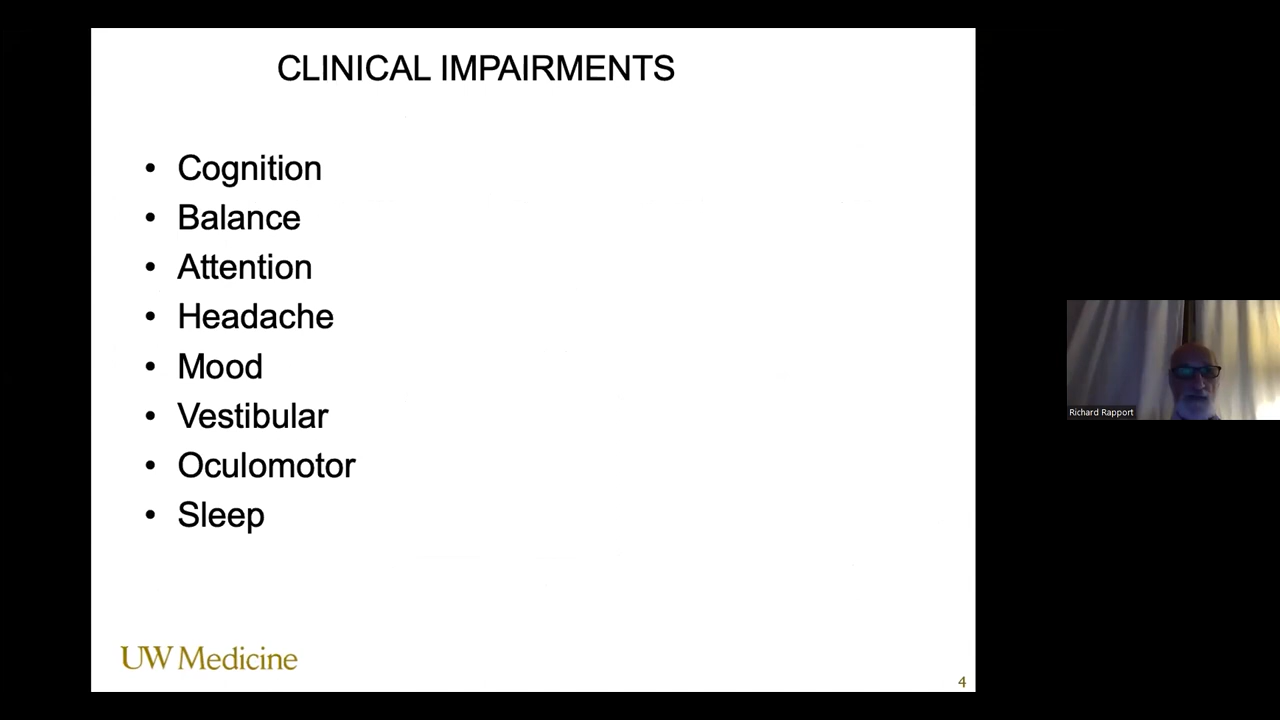 CLINICAL IMPAIRMENTS
• Cognition
• Balance
• Attention
• Headache
• Mood
• Vestibular
• Oculomotor
• Sleep
UW Medicine
4
Richard Rapport